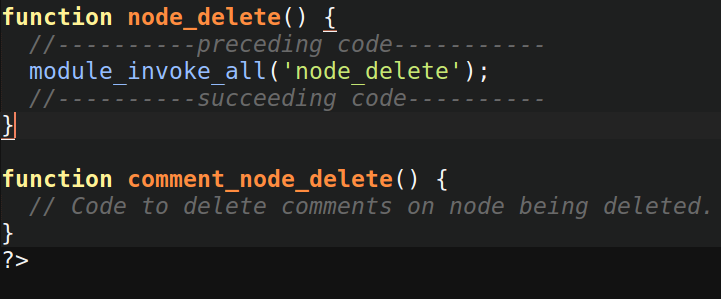 function node_delete() {
  //----------preceding code-----------
  module_invoke_all('node_delete');
  //----------succeeding code----------
}
function comment_node_delete() {
  // Code to delete comments on node being deleted.
}
?>